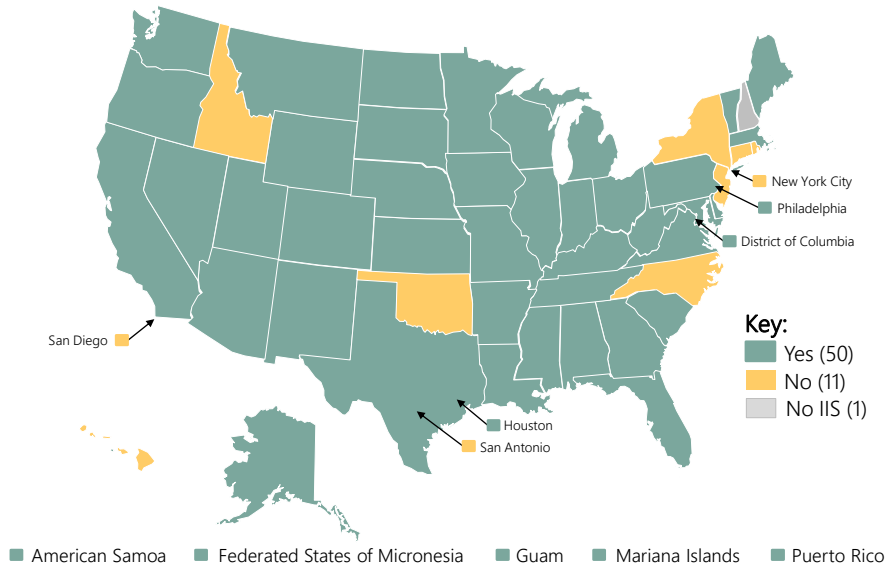 New York City
Philadelphia
District of Columbia
San Diego
Key:
Yes (50)
No (11)
No IIS (1)
Houston
San Antonio
American Samoa
Federated States of Micronesia
Guam
Mariana Islands
Puerto Rico